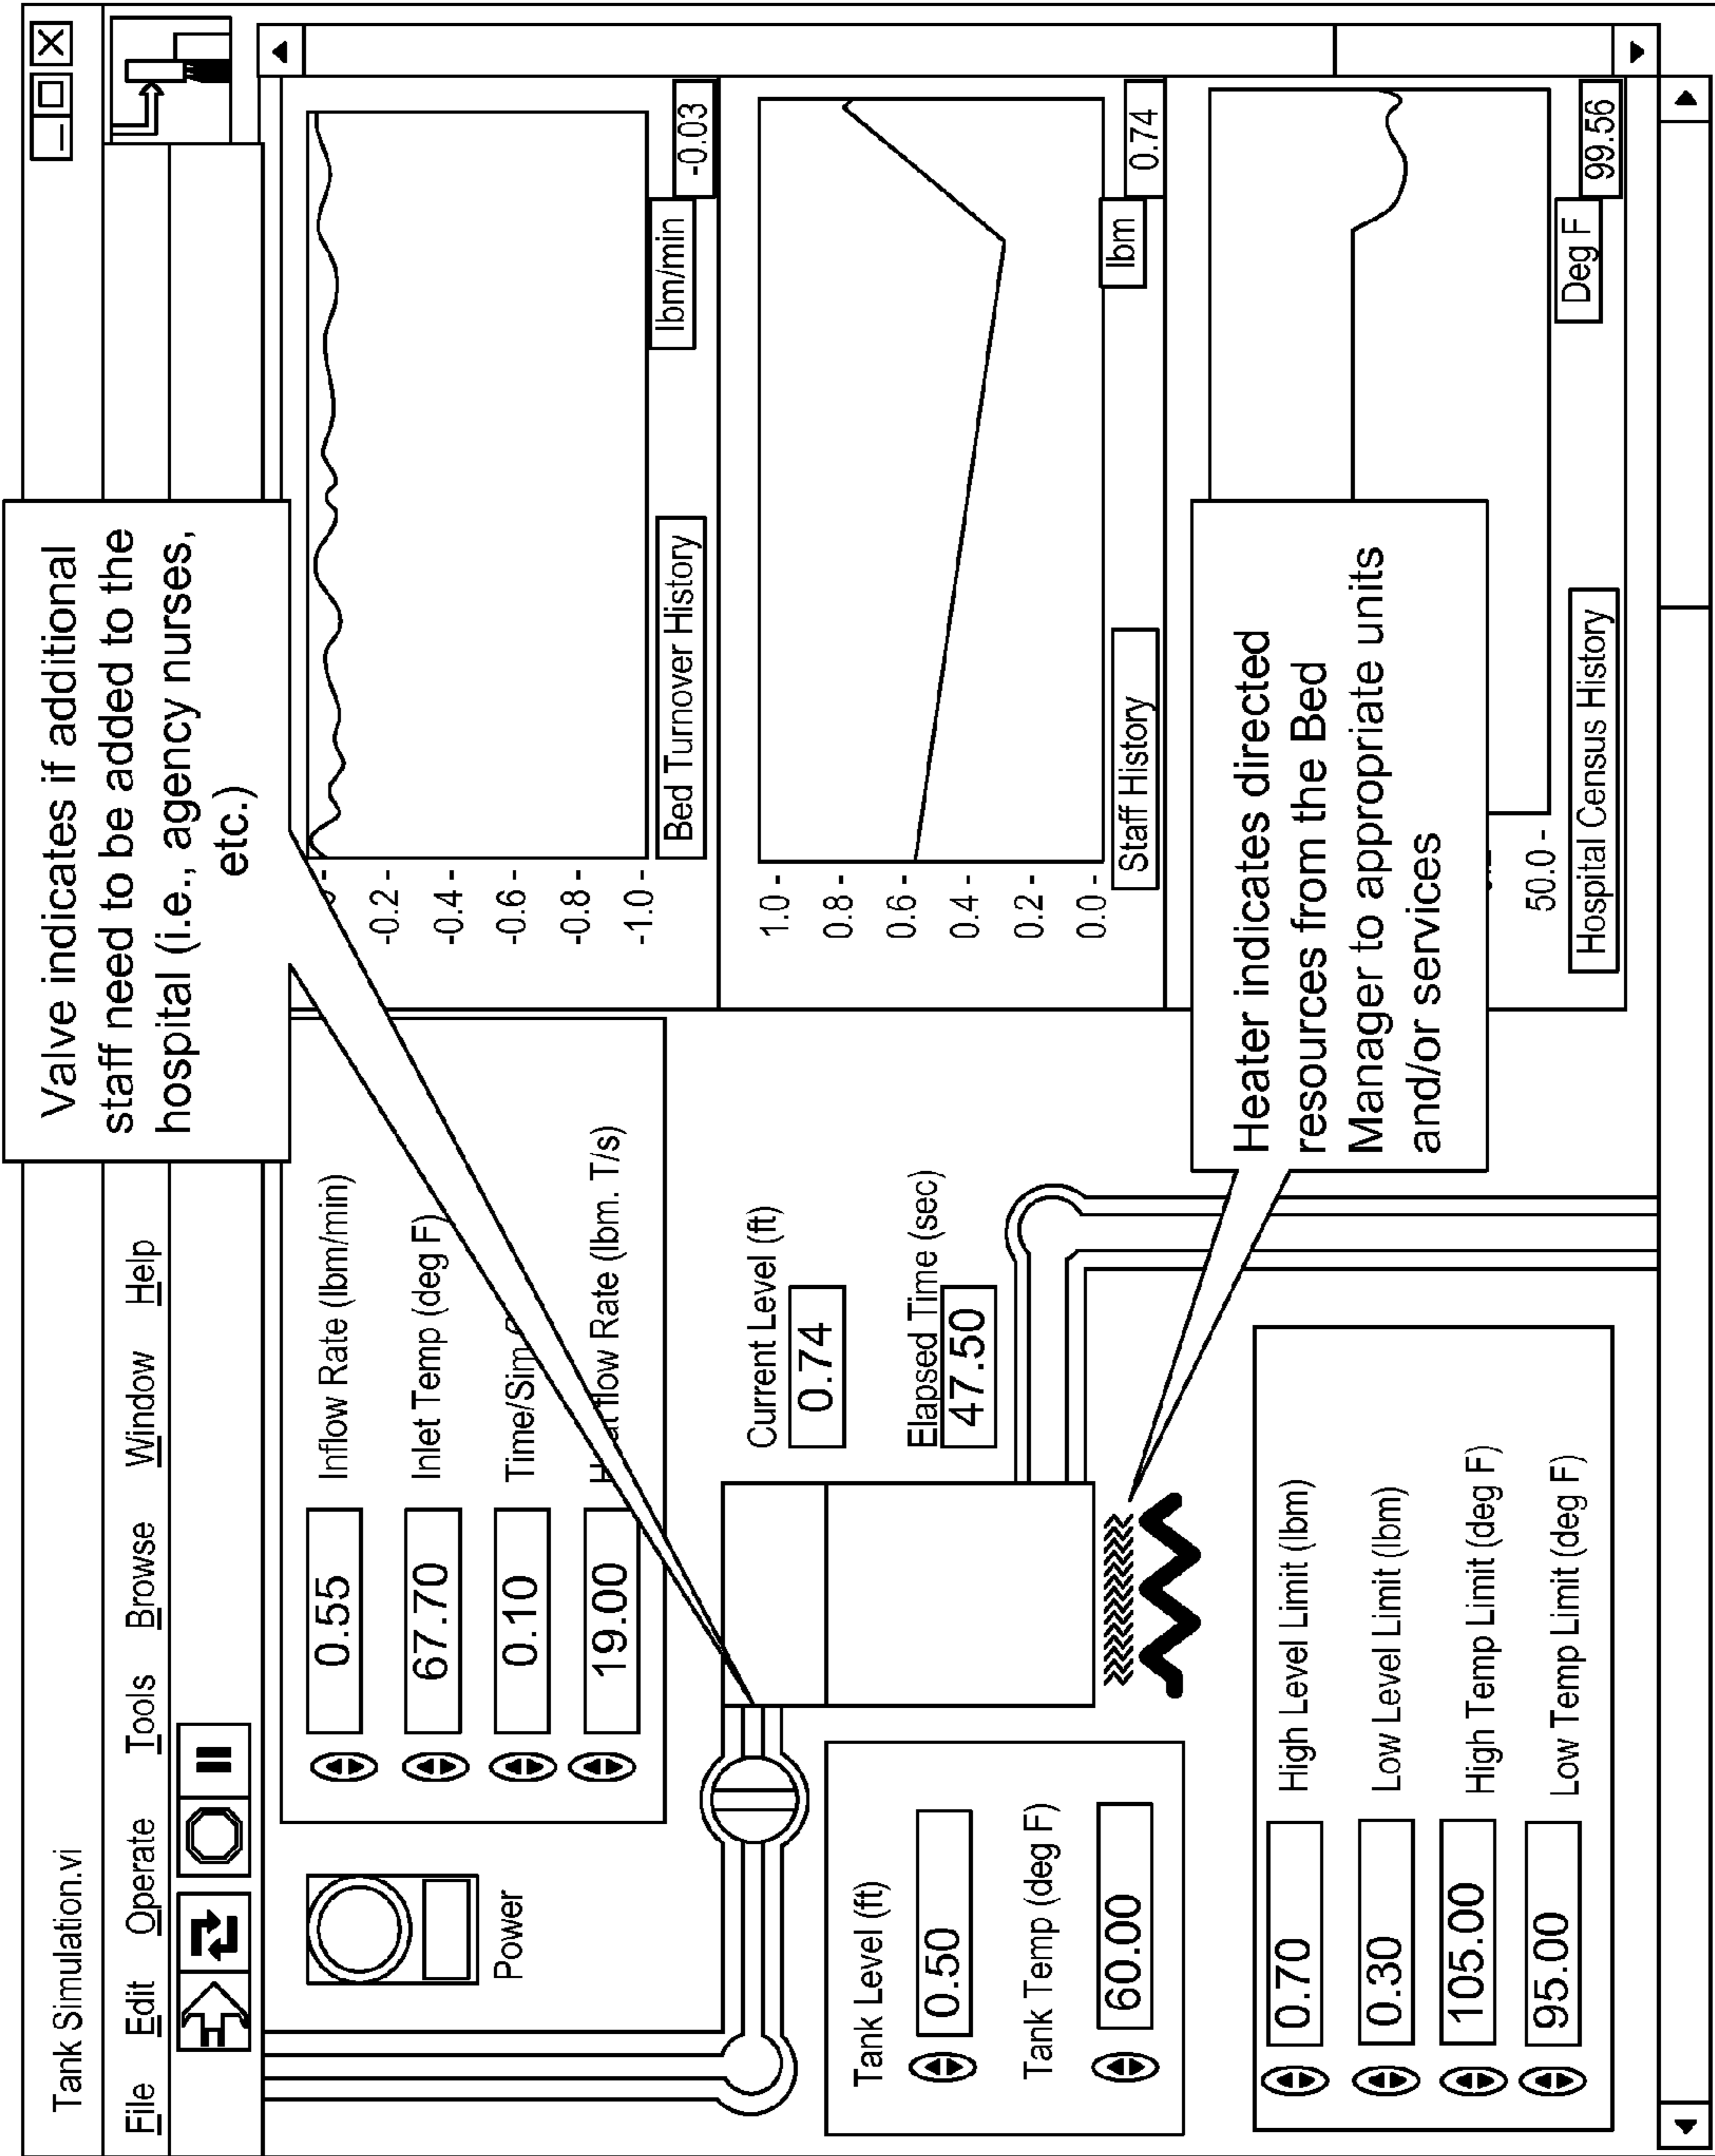 Tank Simulation.vi
File Edit Operate Tools Browse Window Help
Valve indicates if additional
staff need to be added to the
hospital (i.e., agency nurses,
etc.)
Power
0.55 Inflow Rate (lbm/min)
67.70 Inlet Temp (deg F)
0.10 Time/Sim
19.00 flow Rate (lbm. T/s)
-0.2
-0.4
-0.6
-0.8
-1.0
Bed Turnover History lbm/min -0.03
Tank Level (ft)
0.50
Tank Temp (deg F)
60.00
Current Level (ft)
0.74
Elapsed Time (sec)
47.50
1.0
0.8
0.6
0.4
0.2
0.0
Staff History lbm 0.74
Heater indicates directed
resources from the Bed
Manager to appropriate units
and/or services
0.70 High Level Limit (lbm)
0.30 Low Level Limit (lbm)
105.00 High Temp Limit (deg F)
95.00 Low Temp Limit (deg F)
50.0
Hospital Census History Deg F 99.56